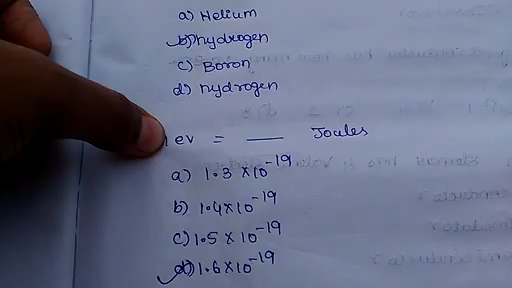 a) Helium
b) hydrogen
c) Boron
d) hydrogen
1 ev = ___ Joules
a) 1.3 × 10⁻¹⁹
b) 1.4 × 10⁻¹⁹
c) 1.5 × 10⁻¹⁹
d) 1.6 × 10⁻¹⁹